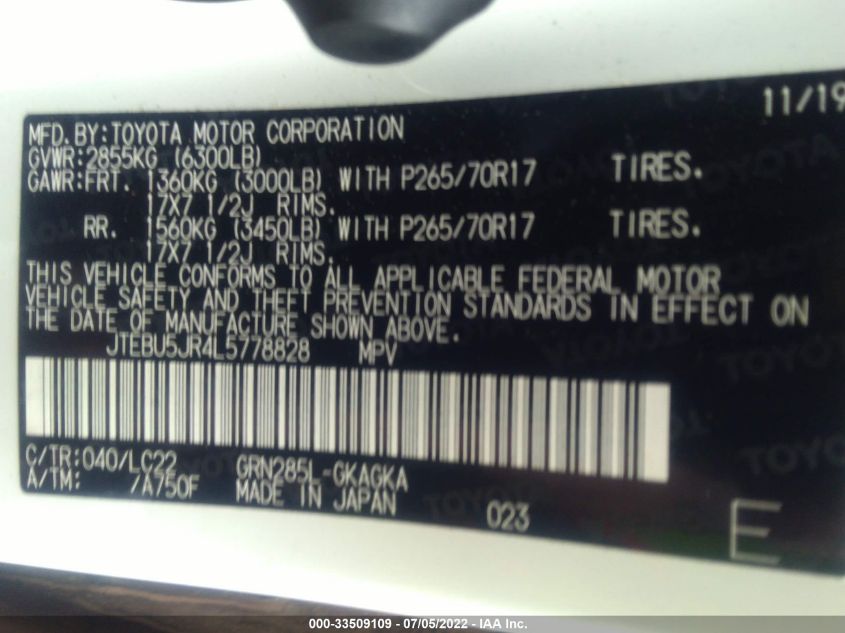 11/19
MFD.BY:TOYOTA MOTOR CORPORATION
GVWR:2855KG (6300LB)
GAWR:FRT. 1360KG (3000LB) WITH P265/70R17 TIRES.
17X7 1/2J RIMS.
RR. 1560KG (3450LB) WITH P265/70R17 TIRES.
17X7 1/2J RIMS.
THIS VEHICLE CONFORMS TO ALL APPLICABLE FEDERAL MOTOR
VEHICLE SAFETY AND THEFT PREVENTION STANDARDS IN EFFECT ON
THE DATE OF MANUFACTURE SHOWN ABOVE.
JTEBU5JR4L5778828 MPV
C/TR:040/LC22 GRN285L-GKAGKA
A/TM: /A750F MADE IN JAPAN
023
E
000-33509109 - 07/05/2022 - IAA Inc.